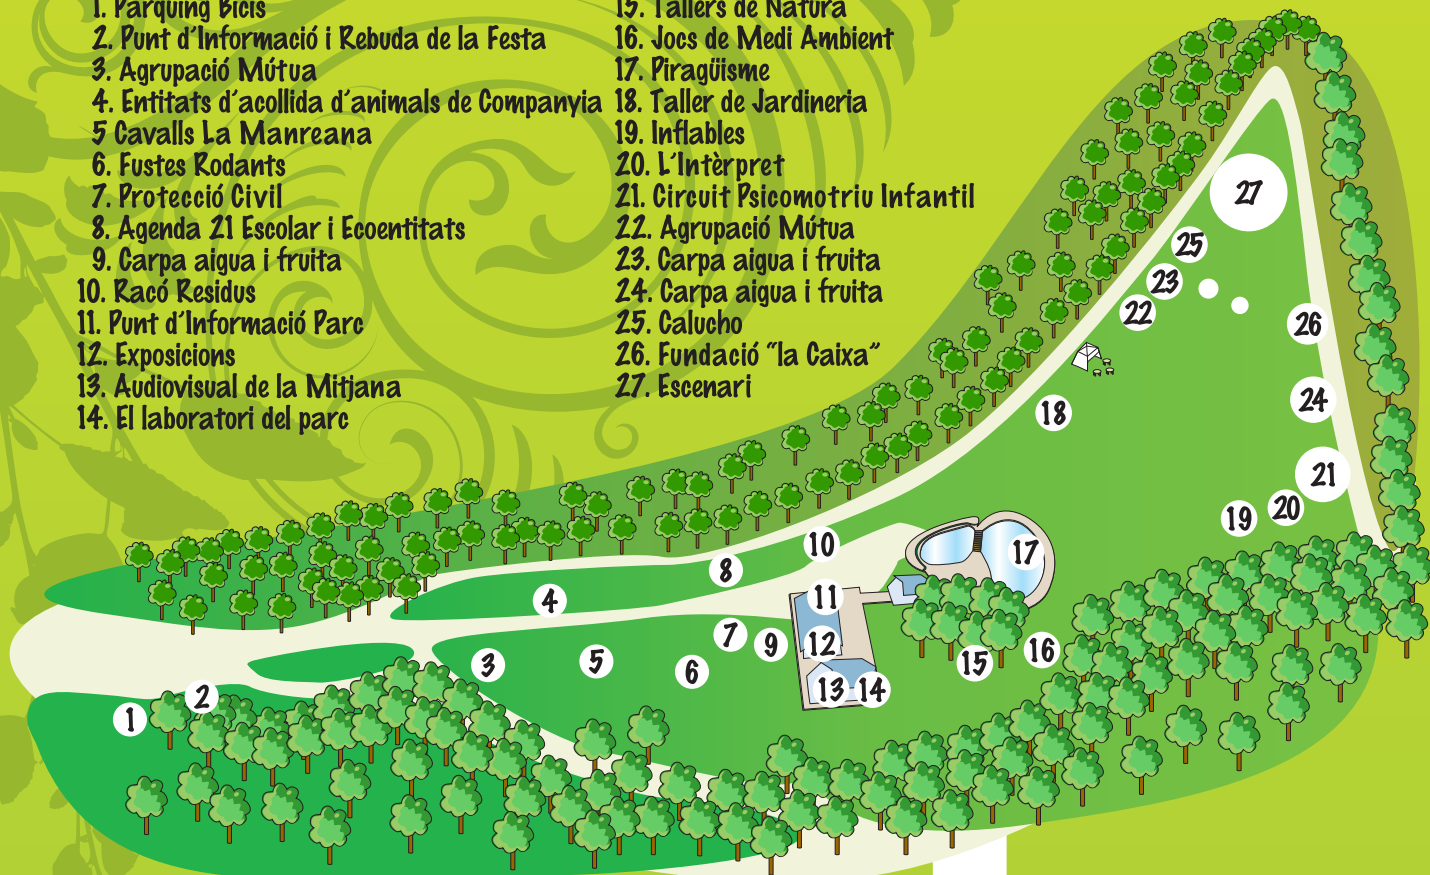 1. Parquing Bicis
2. Punt d'Informació i Rebuda de la Festa
3. Agrupació Mútua
4. Entitats d'acollida d'animals de Companyia
5 Cavalls La Manreana
6. Fustes Rodants
7. Protecció Civil
8. Agenda 21 Escolar i Ecoentitats
9. Carpa aigua i fruita
10. Racó Residus
11. Punt d'Informació Parc
12. Exposicions
13. Audiovisual de la Mitjana
14. El laboratori del parc
15. Tallers de Natura
16. Jocs de Medi Ambient
17. Piragüisme
18. Taller de Jardineria
19. Inflables
20. L'Intèrpret
21. Circuit Psicomotriu Infantil
22. Agrupació Mútua
23. Carpa aigua i fruita
24. Carpa aigua i fruita
25. Calucho
26. Fundació "la Caixa"
27. Escenari
27
25
23
22
26
24
18
21
20
19
10
17
8
4
11
7
9
12
16
3
5
6
15
13
14
2
1